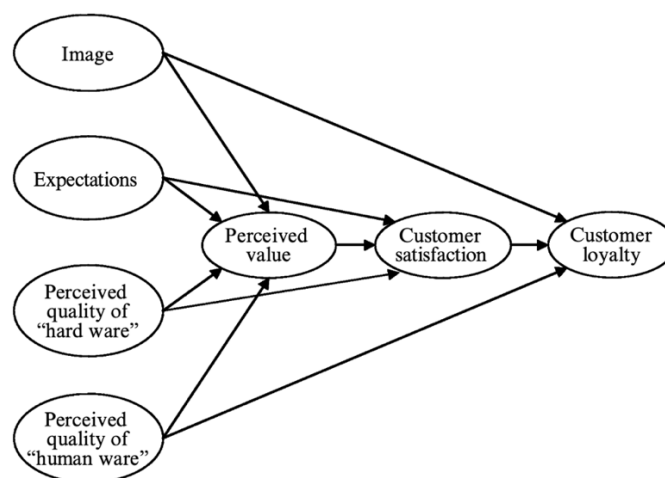 Image
Expectations
Perceived
value
Customer
satisfaction
Customer
loyalty
Perceived
quality of
“hard ware”
Perceived
quality of
“human ware”